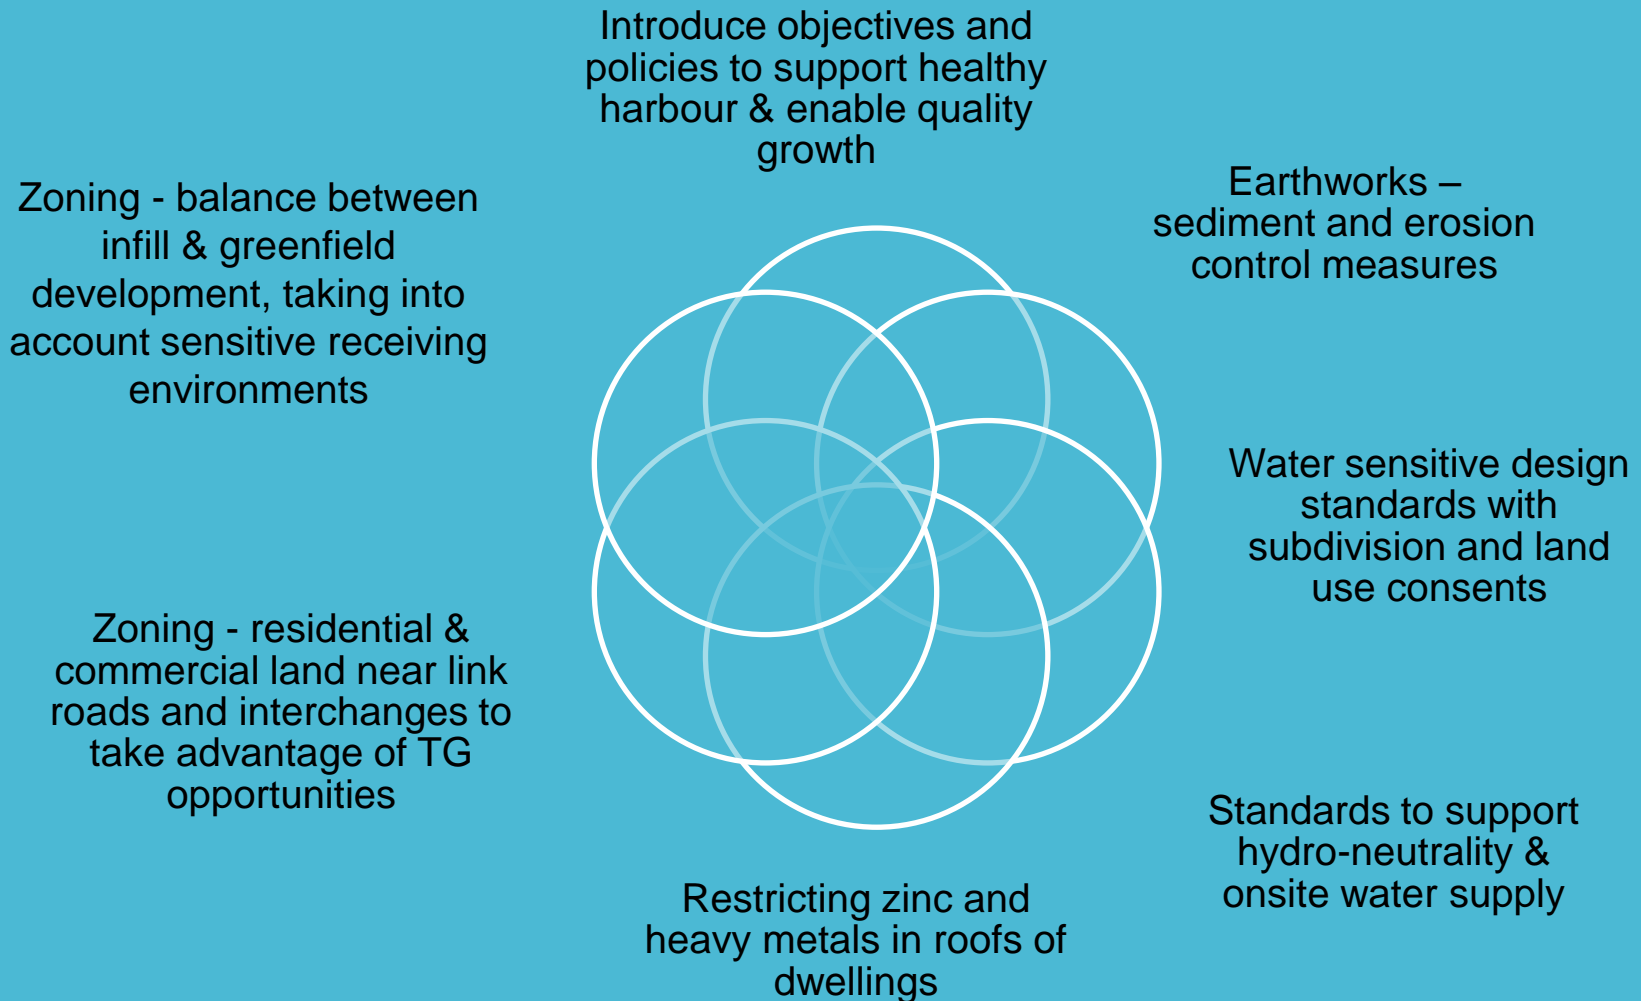 Introduce objectives and
policies to support healthy
harbour & enable quality
growth
Earthworks –
sediment and erosion
control measures
Water sensitive design
standards with
subdivision and land
use consents
Standards to support
hydro-neutrality &
onsite water supply
Restricting zinc and
heavy metals in roofs of
dwellings
Zoning - residential &
commercial land near link
roads and interchanges to
take advantage of TG
opportunities
Zoning - balance between
infill & greenfield
development, taking into
account sensitive receiving
environments